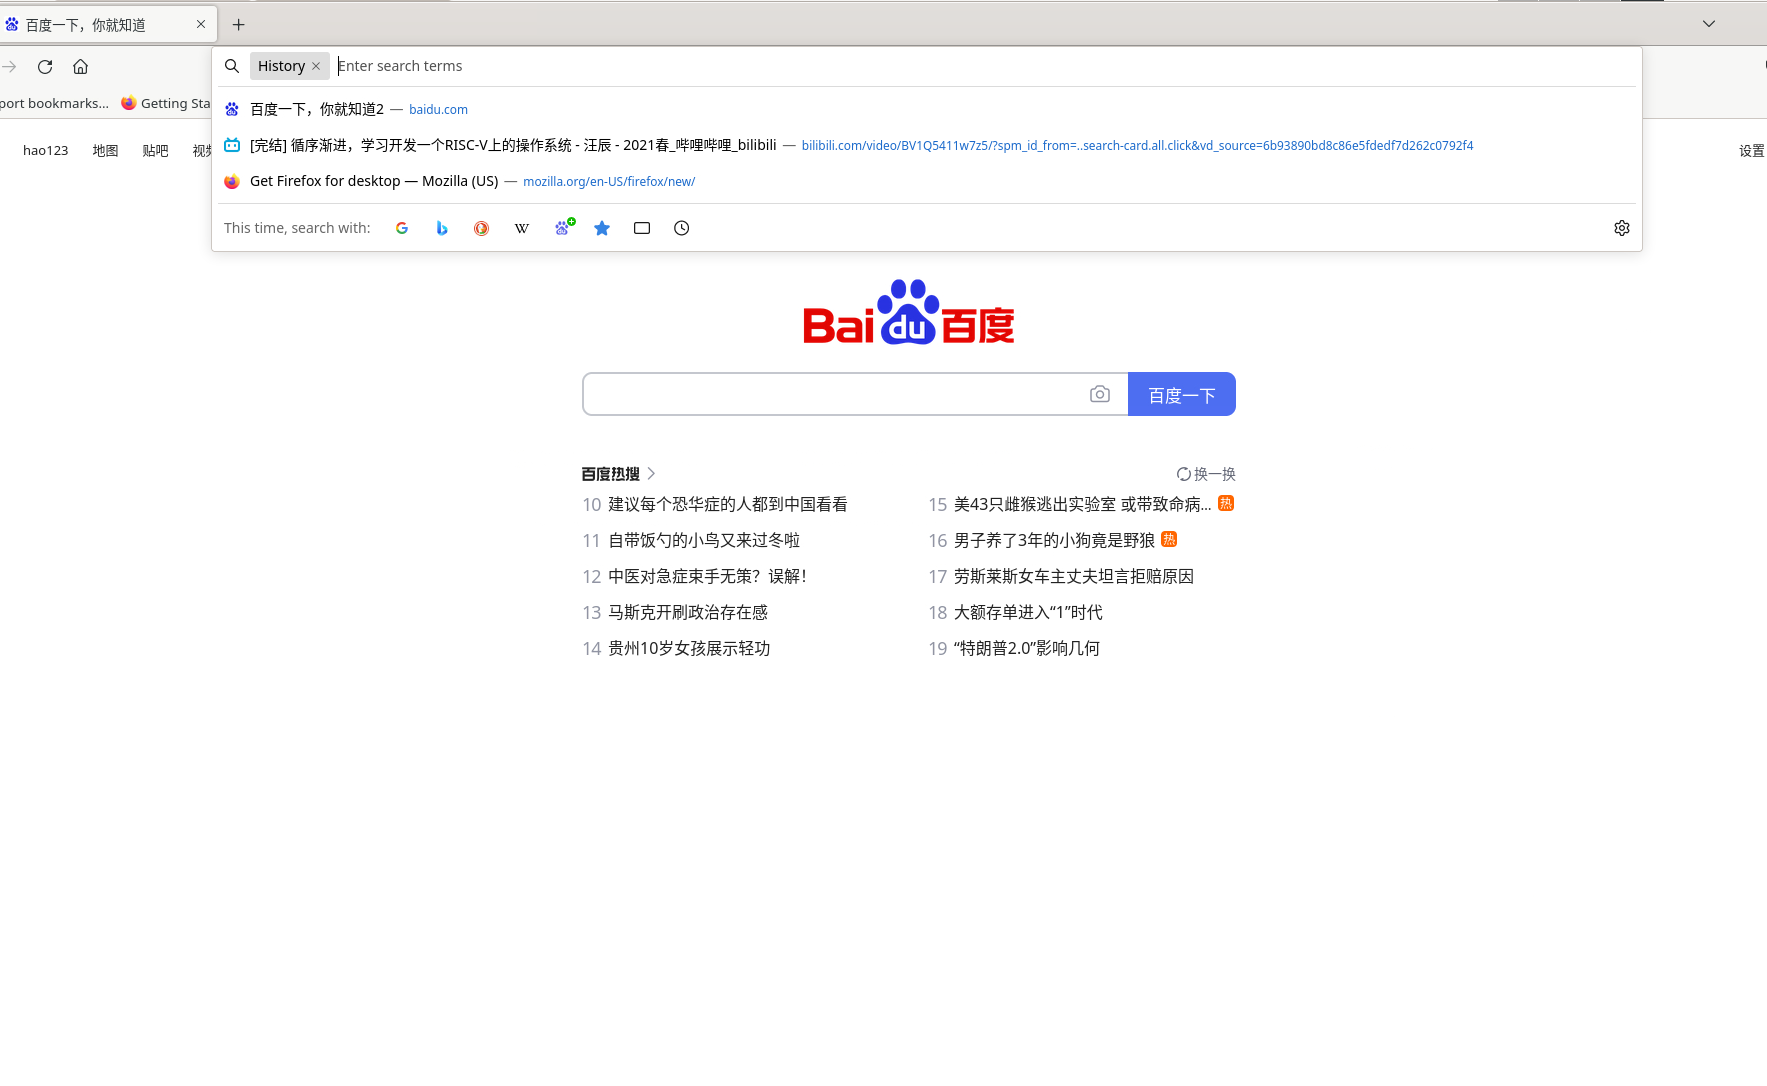 百度一下，你就知道
History Enter search terms
port bookmarks... Getting Sta
百度一下，你就知道2 — baidu.com
hao123 地图 贴吧 视频 设置
[完结] 循序渐进，学习开发一个RISC-V上的操作系统 - 汪辰 - 2021春_哔哩哔哩_bilibili — bilibili.com/video/BV1Q5411w7z5/?spm_id_from=..search-card.all.click&vd_source=6b93890bd8c86e5fdedf7d262c0792f4
Get Firefox for desktop — Mozilla (US) — mozilla.org/en-US/firefox/new/
This time, search with:
Bai du 百度
百度一下
百度热搜 换一换
10 建议每个恐华症的人都到中国看看
11 自带饭勺的小鸟又来过冬啦
12 中医对急症束手无策？误解！
13 马斯克开刷政治存在感
14 贵州10岁女孩展示轻功
15 美43只雌猴逃出实验室 或带致命病... 热
16 男子养了3年的小狗竟是野狼 热
17 劳斯莱斯女车主丈夫坦言拒赔原因
18 大额存单进入“1”时代
19 “特朗普2.0”影响几何